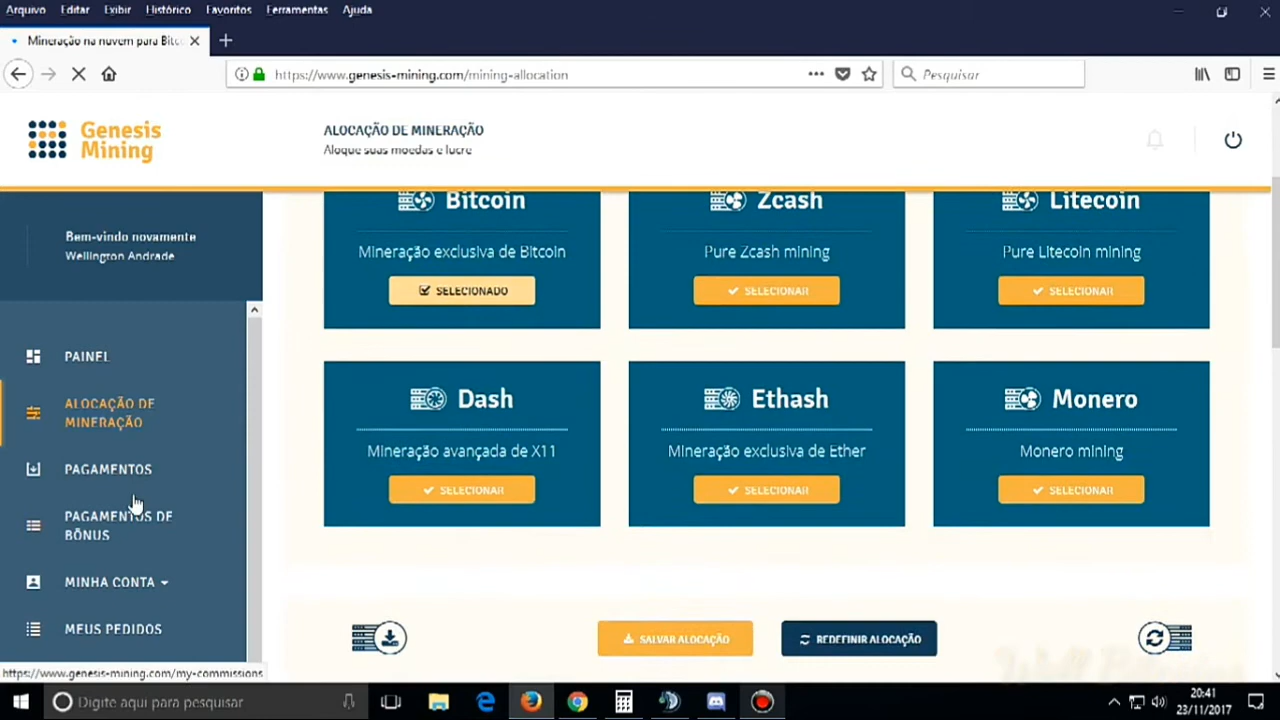 Arquivo Editar Exibir Histórico Favoritos Ferramentas Ajuda
Mineração na nuvem para Bitc
https://www.genesis-mining.com/mining-allocation
Pesquisar
Genesis
Mining
ALOCAÇÃO DE MINERAÇÃO
Aloque suas moedas e lucre
Bem-vindo novamente
Wellington Andrade
PAINEL
ALOCAÇÃO DE
MINERAÇÃO
PAGAMENTOS
PAGAMENTOS DE
BÔNUS
MINHA CONTA
MEUS PEDIDOS
Bitcoin
Mineração exclusiva de Bitcoin
SELECIONADO
Zcash
Pure Zcash mining
SELECIONAR
Litecoin
Pure Litecoin mining
SELECIONAR
Dash
Mineração avançada de X11
SELECIONAR
Ethash
Mineração exclusiva de Ether
SELECIONAR
Monero
Monero mining
SELECIONAR
SALVAR ALOCAÇÃO
REDEFINIR ALOCAÇÃO
https://www.genesis-mining.com/my-commissions
Digite aqui para pesquisar
20:41
23/11/2017